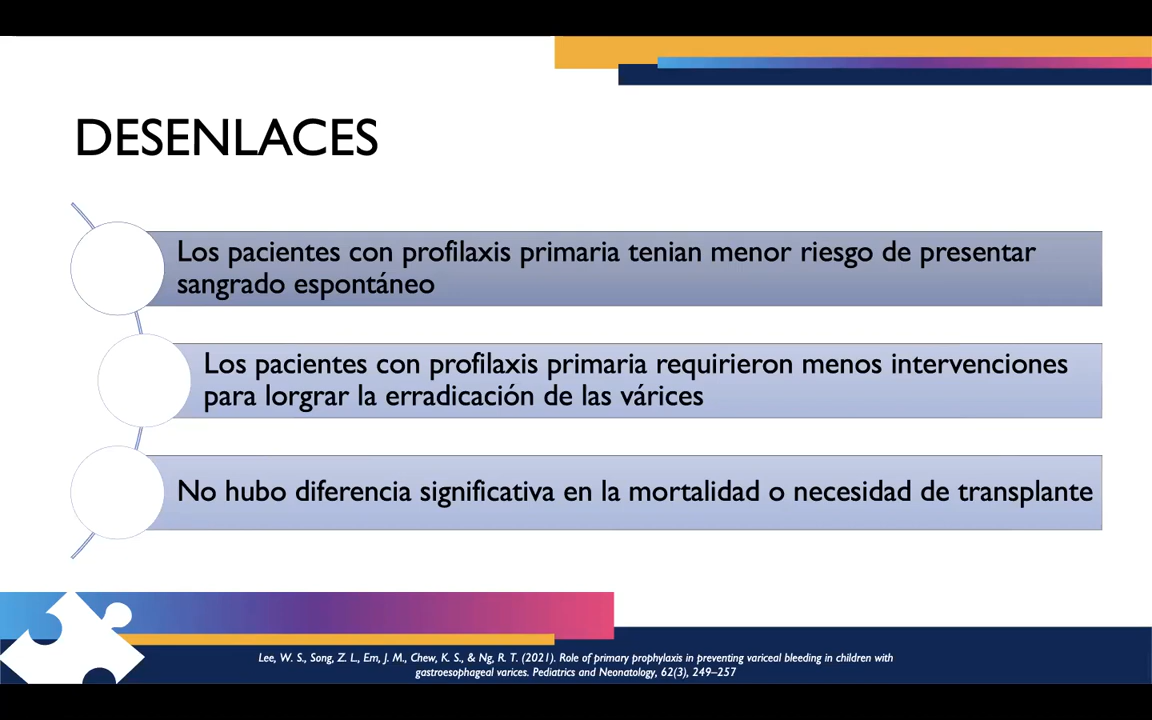 DESENLACES
Los pacientes con profilaxis primaria tenian menor riesgo de presentar
sangrado espontáneo
Los pacientes con profilaxis primaria requirieron menos intervenciones
para lorgrar la erradicación de las várices
No hubo diferencia significativa en la mortalidad o necesidad de transplante
Lee, W. S., Song, Z. L., Em, J. M., Chew, K. S., & Ng, R. T. (2021). Role of primary prophylaxis in preventing variceal bleeding in children with
gastroesophageal varices. Pediatrics and Neonatology, 62(3), 249–257